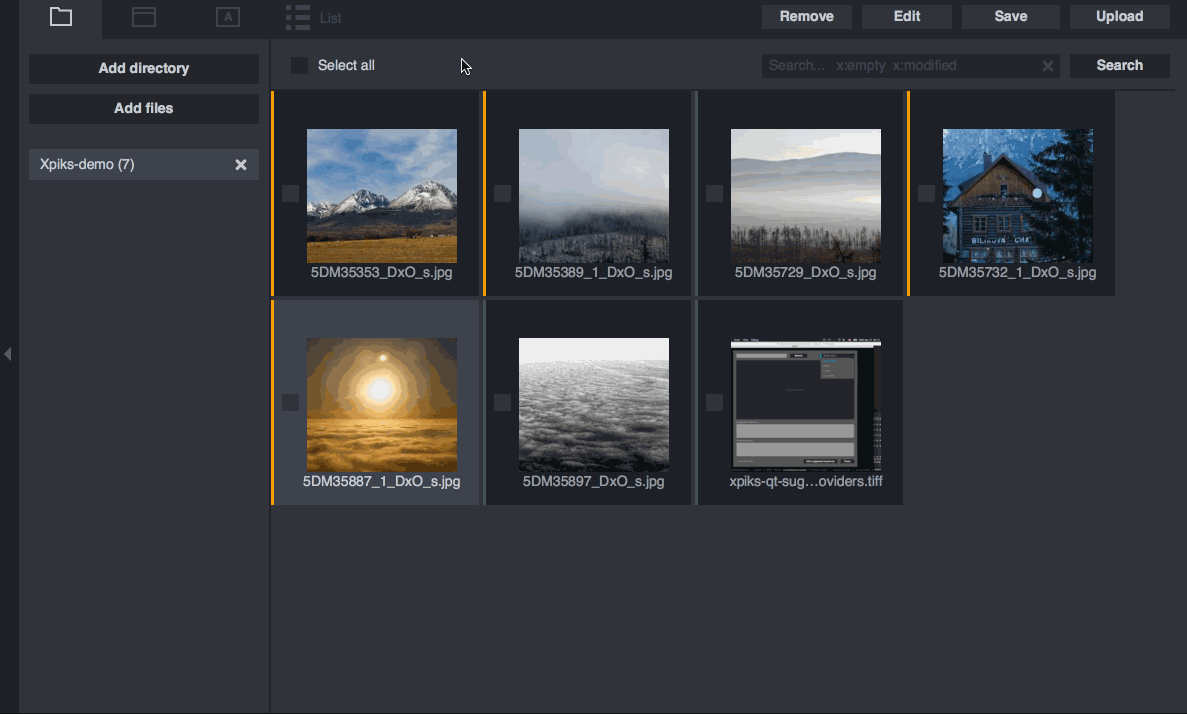 A
List
Remove
Edit
Save
Upload
Add directory
Add files
Xpiks-demo (7)
Select all
Search... x:empty x:modified
Search
BILIKOVA CHATA
5DM35353_DxO_s.jpg
5DM35389_1_DxO_s.jpg
5DM35729_DxO_s.jpg
5DM35732_1_DxO_s.jpg
5DM35887_1_DxO_s.jpg
5DM35897_DxO_s.jpg
xpiks-qt-sug...oviders.tiff